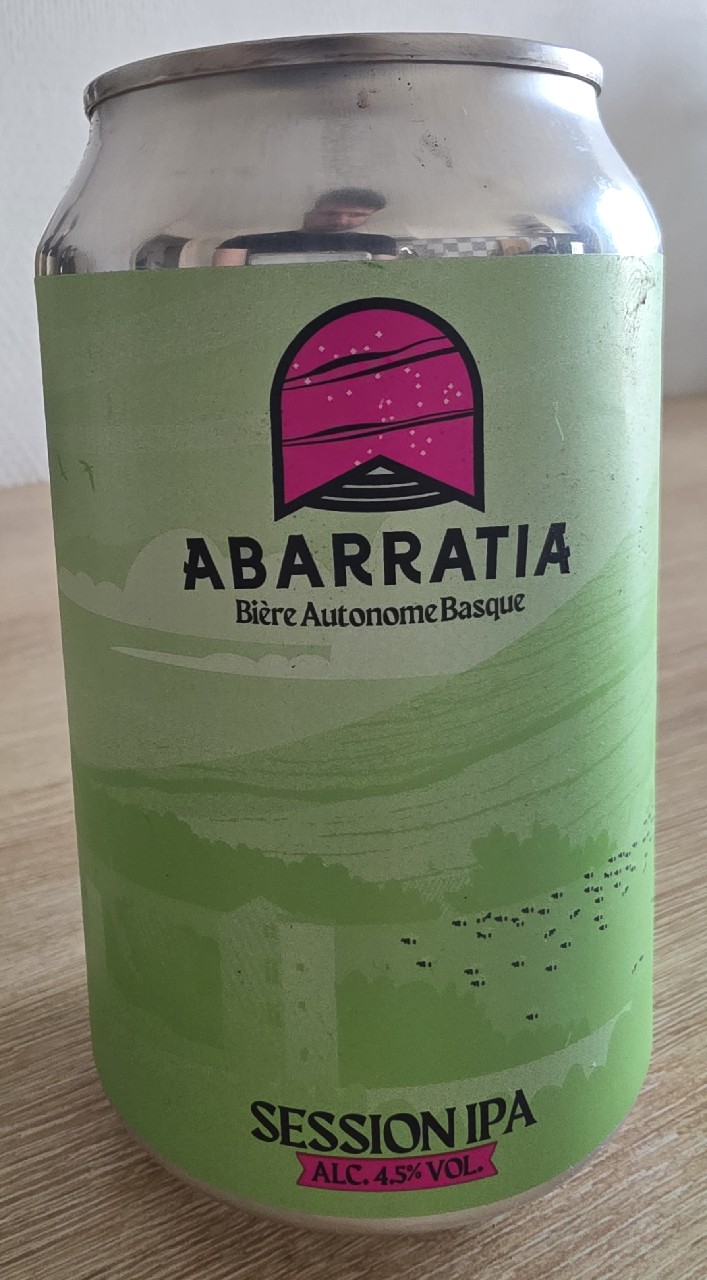 ABARRATIA
Bière Autonome Basque
SESSION IPA
ALC. 4.5% VOL.